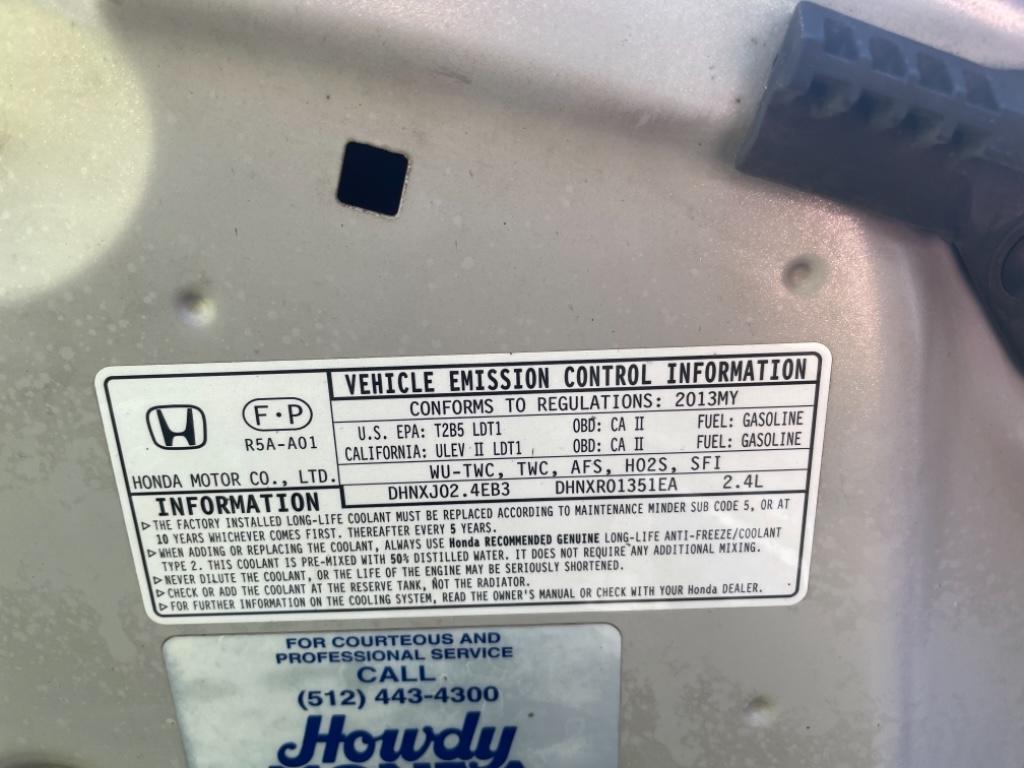 VEHICLE EMISSION CONTROL INFORMATION
CONFORMS TO REGULATIONS: 2013MY
U.S. EPA: T2B5 LDT1 OBD: CA II FUEL: GASOLINE
CALIFORNIA: ULEV II LDT1 OBD: CA II FUEL: GASOLINE
WU-TWC, TWC, AFS, HO2S, SFI
DHNXJ02.4EB3 DHNXR0135IEA 2.4L
F-P
R5A-A01
HONDA MOTOR CO., LTD.
INFORMATION
▷THE FACTORY INSTALLED LONG-LIFE COOLANT MUST BE REPLACED ACCORDING TO MAINTENANCE MINDER SUB CODE 5, OR AT
10 YEARS WHICHEVER COMES FIRST. THEREAFTER EVERY 5 YEARS.
▷WHEN ADDING OR REPLACING THE COOLANT, ALWAYS USE Honda RECOMMENDED GENUINE LONG-LIFE ANTI-FREEZE/COOLANT
TYPE 2. THIS COOLANT IS PRE-MIXED WITH 50% DISTILLED WATER. IT DOES NOT REQUIRE ANY ADDITIONAL MIXING.
▷NEVER DILUTE THE COOLANT, OR THE LIFE OF THE ENGINE MAY BE SERIOUSLY SHORTENED.
▷CHECK OR ADD THE COOLANT AT THE RESERVE TANK, NOT THE RADIATOR.
▷FOR FURTHER INFORMATION ON THE COOLING SYSTEM, READ THE OWNER'S MANUAL OR CHECK WITH YOUR Honda DEALER.
FOR COURTEOUS AND
PROFESSIONAL SERVICE
CALL
(512) 443-4300
Howdy
HONDA